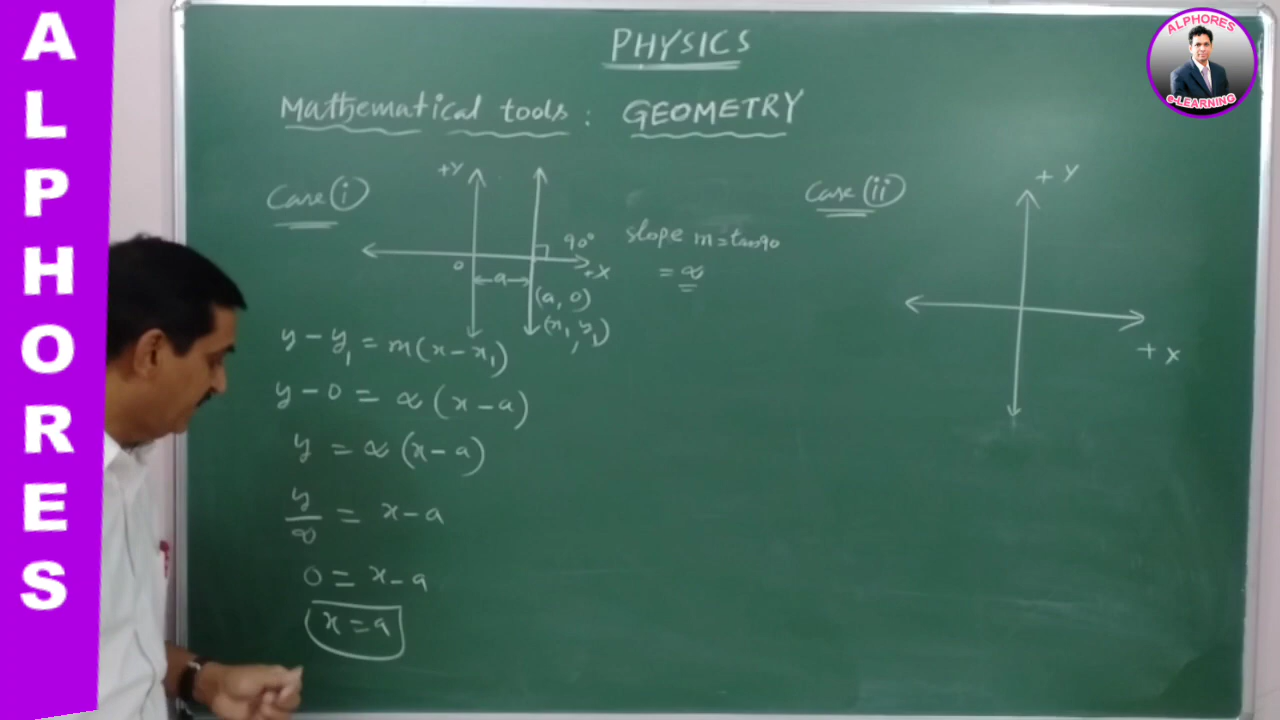 ALPHORES
ALPHORES
e-LEARNING
PHYSICS
Mathematical tools : GEOMETRY
Case (i)
+Y
90°
0
a
+X
(a, 0)
(x1, y1)
slope m = tan90
= ∝
y - y1 = m(x - x1)
y - 0 = ∝ (x - a)
y = ∝ (x - a)
y/∞ = x - a
0 = x - a
x = a
Case (ii)
+ Y
+ X